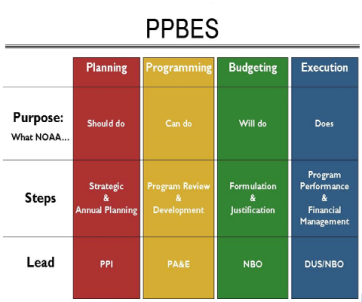 PPBES
Planning Programming Budgeting Execution
Purpose:
What NOAA...
Should do Can do Will do Does
Steps
Strategic
&
Annual Planning
Program Review
&
Development
Formulation
&
Justification
Program
Performance
&
Financial
Management
Lead PPI PA&E NBO DUS/NBO